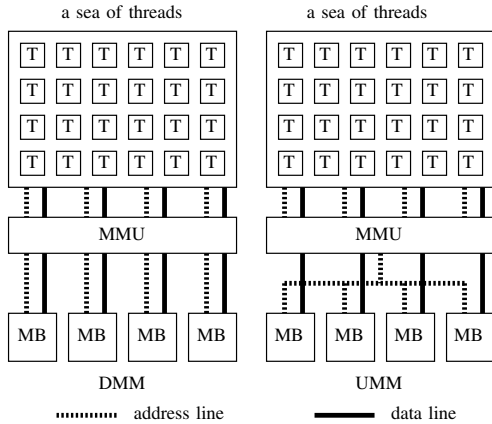 a sea of threads a sea of threads
T T T T T T T T T T T T
T T T T T T T T T T T T
T T T T T T T T T T T T
T T T T T T T T T T T T
MMU MMU
MB MB MB MB MB MB MB MB
DMM UMM
address line data line